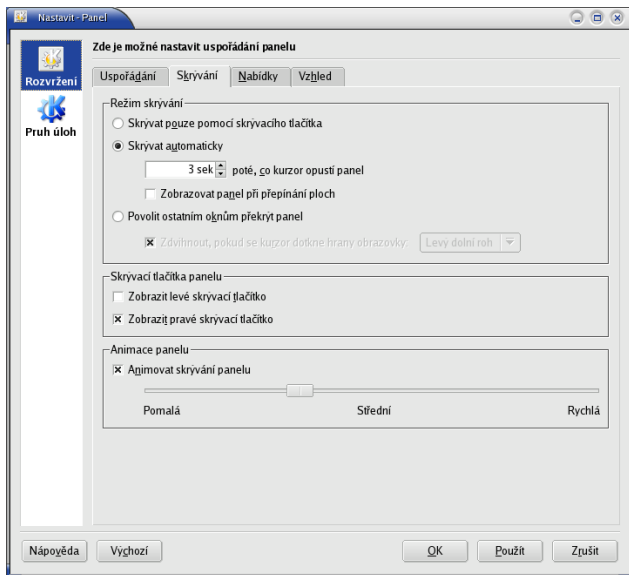 Nastavit - Panel
Zde je možné nastavit uspořádání panelu
Rozvržení
Pruh úloh
Uspořádání Skrývání Nabídky Vzhled
Režim skrývání
Skrývat pouze pomocí skrývacího tlačítka
Skrývat automaticky
3 sek poté, co kurzor opustí panel
Zobrazovat panel při přepínání ploch
Povolit ostatním oknům překrýt panel
Zdvihnout, pokud se kurzor dotkne hrany obrazovky: Levý dolní roh
Skrývací tlačítka panelu
Zobrazit levé skrývací tlačítko
Zobrazit pravé skrývací tlačítko
Animace panelu
Animovat skrývání panelu
Pomalá Střední Rychlá
Nápověda Výchozí OK Použít Zrušit